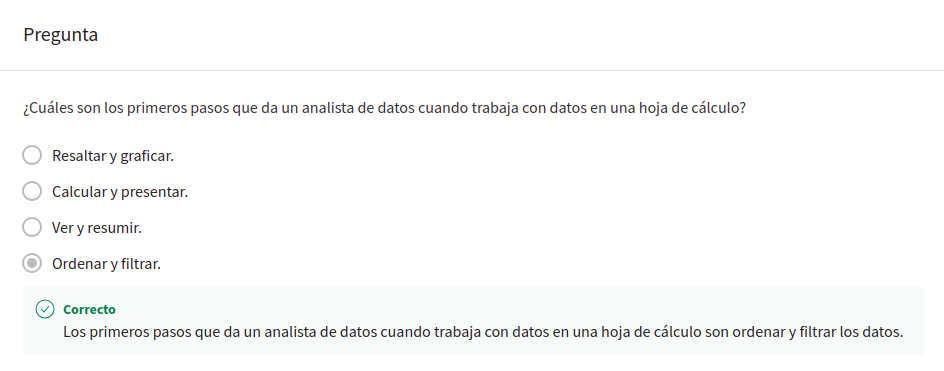 Pregunta
¿Cuáles son los primeros pasos que da un analista de datos cuando trabaja con datos en una hoja de cálculo?
Resaltar y graficar.
Calcular y presentar.
Ver y resumir.
Ordenar y filtrar.
Correcto
Los primeros pasos que da un analista de datos cuando trabaja con datos en una hoja de cálculo son ordenar y filtrar los datos.